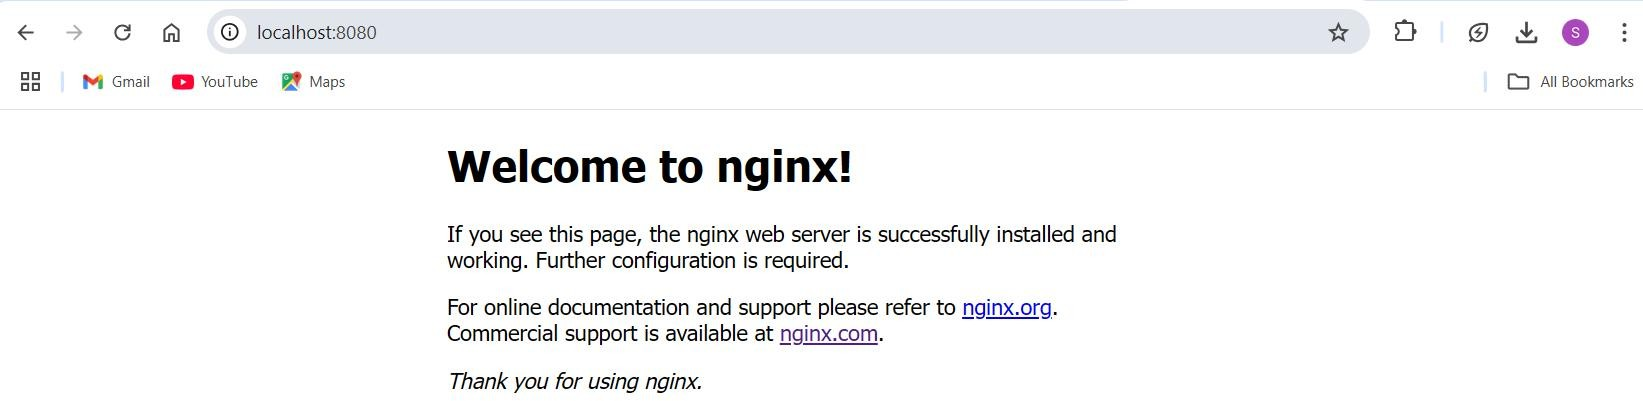 localhost:8080
S
Gmail YouTube Maps All Bookmarks
Welcome to nginx!
If you see this page, the nginx web server is successfully installed and
working. Further configuration is required.
For online documentation and support please refer to nginx.org.
Commercial support is available at nginx.com.
Thank you for using nginx.